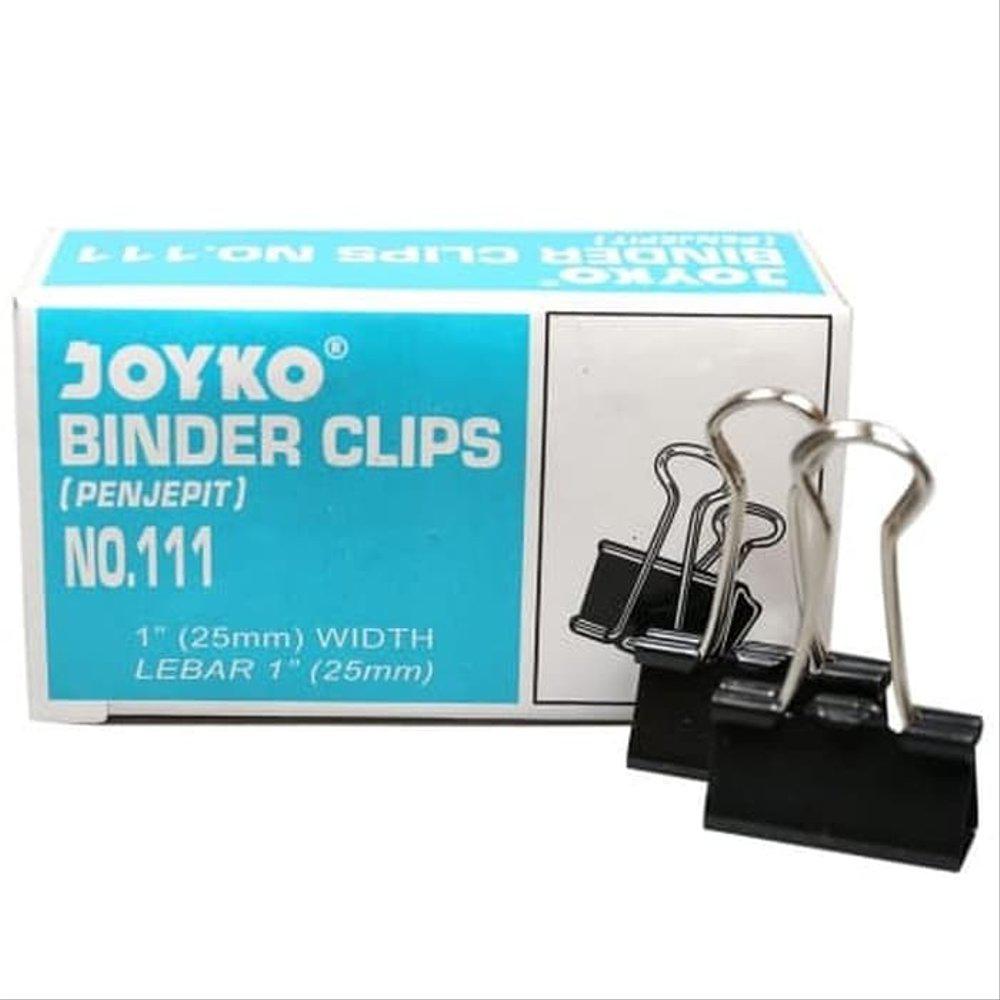 JOYKO®
BINDER CLIPS NO.111
(PENJEPIT)
JOYKO®
BINDER CLIPS
(PENJEPIT)
NO.111
1" (25mm) WIDTH
LEBAR 1" (25mm)